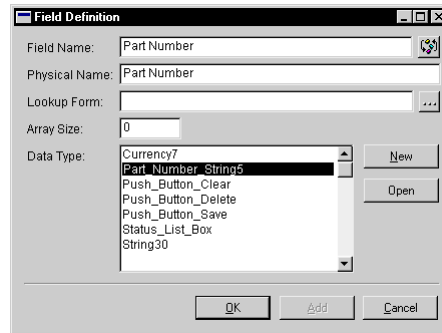 Field Definition
Field Name: Part Number
Physical Name: Part Number
Lookup Form: ...
Array Size: 0
Data Type: Currency7
Part_Number_String5
Push_Button_Clear
Push_Button_Delete
Push_Button_Save
Status_List_Box
String30
New
Open
OK Add Cancel